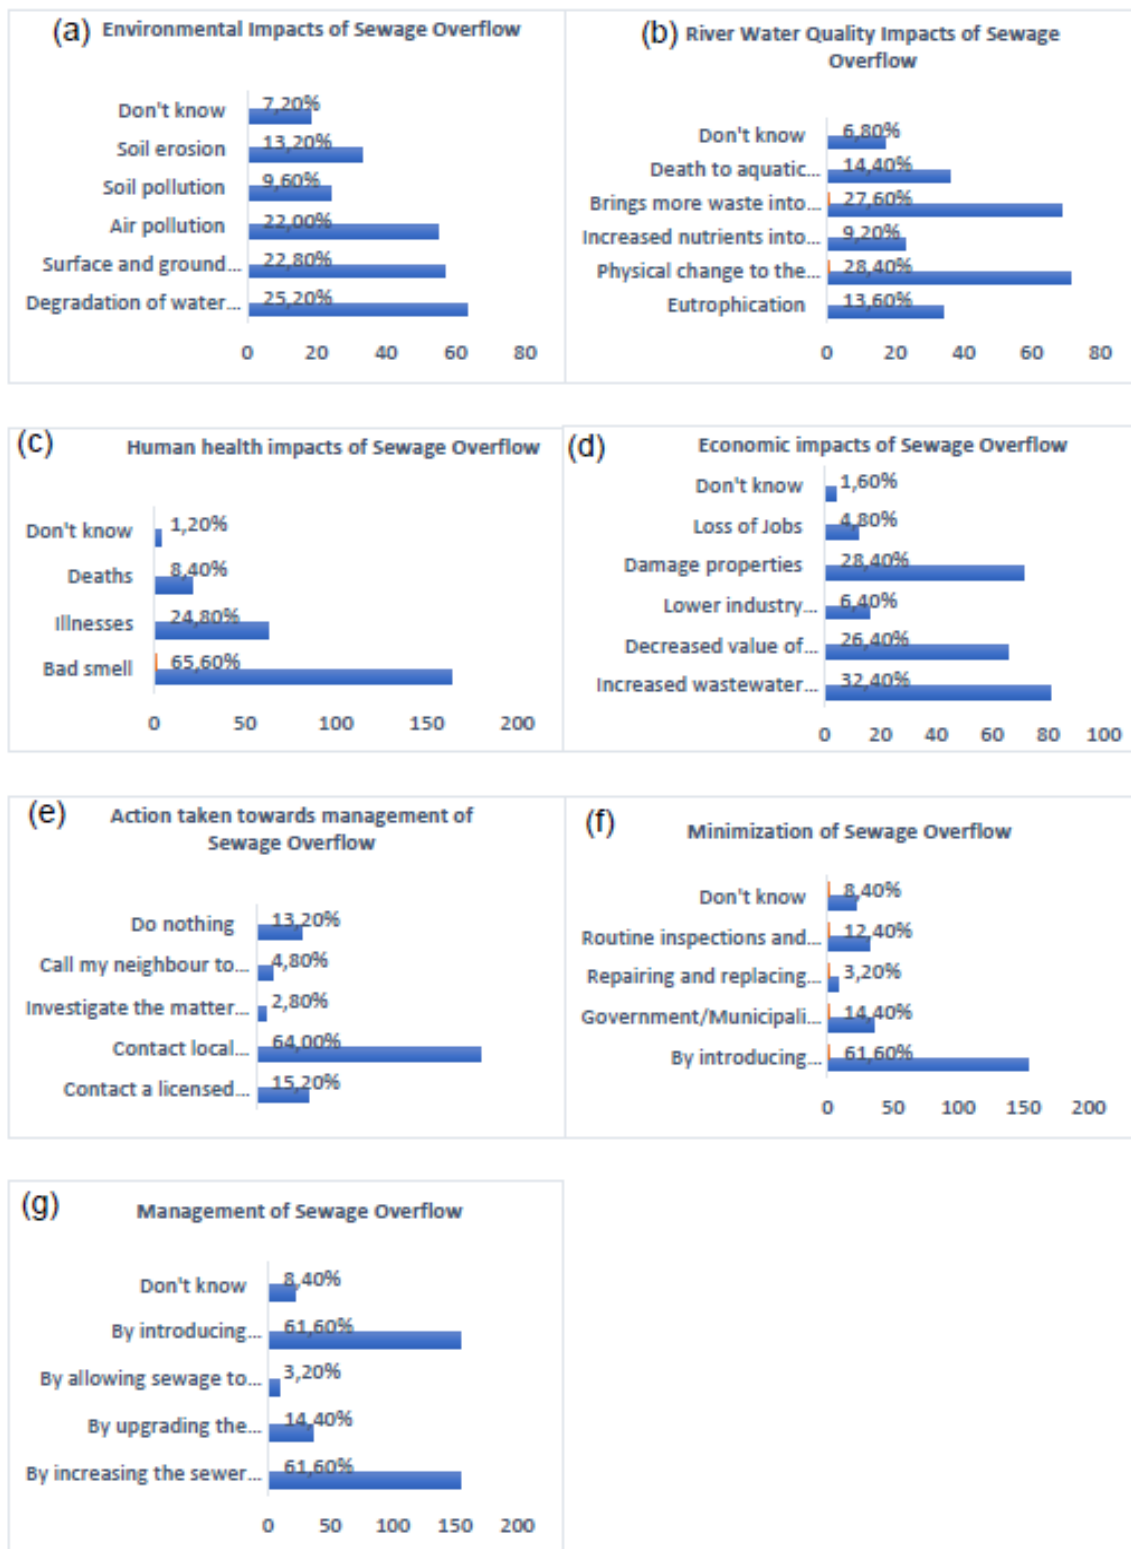 (a) Environmental Impacts of Sewage Overflow
Don't know 7,20%
Soil erosion 13,20%
Soil pollution 9,60%
Air pollution 22,00%
Surface and ground... 22,80%
Degradation of water... 25,20%
0 20 40 60 80
(b) River Water Quality Impacts of Sewage
Overflow
Don't know 6,80%
Death to aquatic... 14,40%
Brings more waste into... 27,60%
Increased nutrients into... 9,20%
Physical change to the... 28,40%
Eutrophication 13,60%
0 20 40 60 80
(c) Human health impacts of Sewage Overflow
Don't know 1,20%
Deaths 8,40%
Illnesses 24,80%
Bad smell 65,60%
0 50 100 150 200
(d) Economic impacts of Sewage Overflow
Don't know 1,60%
Loss of Jobs 4,80%
Damage properties 28,40%
Lower industry... 6,40%
Decreased value of... 26,40%
Increased wastewater... 32,40%
0 20 40 60 80 100
(e) Action taken towards management of
Sewage Overflow
Do nothing 13,20%
Call my neighbour to... 4,80%
Investigate the matter... 2,80%
Contact local... 64,00%
Contact a licensed... 15,20%
(f) Minimization of Sewage Overflow
Don't know 8,40%
Routine inspections and... 12,40%
Repairing and replacing... 3,20%
Government/Municipali... 14,40%
By introducing... 61,60%
0 50 100 150 200
(g) Management of Sewage Overflow
Don't know 8,40%
By introducing... 61,60%
By allowing sewage to... 3,20%
By upgrading the... 14,40%
By increasing the sewer... 61,60%
0 50 100 150 200